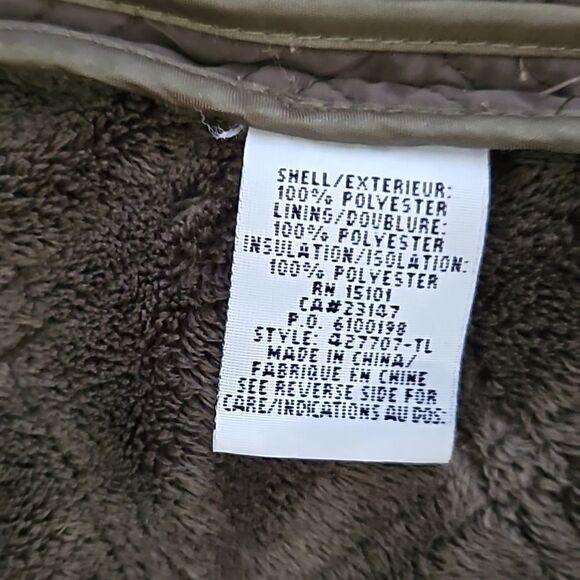 SHELL/EXTERIEUR:
100% POLYESTER
LINING/DOUBLURE:
100% POLYESTER
INSULATION/ISOLATION:
100% POLYESTER
RN 15101
CA#23147
P.O. 6100198
STYLE: 427707-TL
MADE IN CHINA/
FABRIQUE EN CHINE
SEE REVERSE SIDE FOR
CARE/INDICATIONS AU DOS: